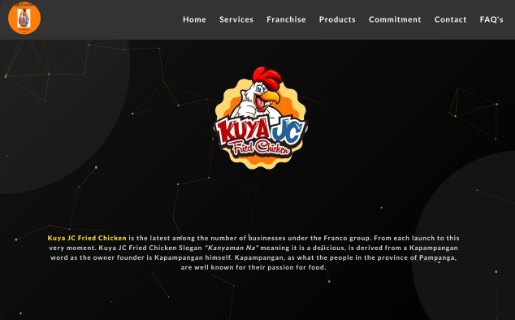 Home Services Franchise Products Commitment Contact FAQ's
KUYA JC
Fried Chicken
Kuya JC Fried Chicken is the latest among the number of businesses under the Franco group. From each launch to this
very moment. Kuya JC Fried Chicken Slogan "Kanyaman Na" meaning it is a delicious, is derived from a Kapampangan
word as the owner founder is Kapampangan himself. Kapampangan, as what the people in the province of Pampanga,
are well known for their passion for food.